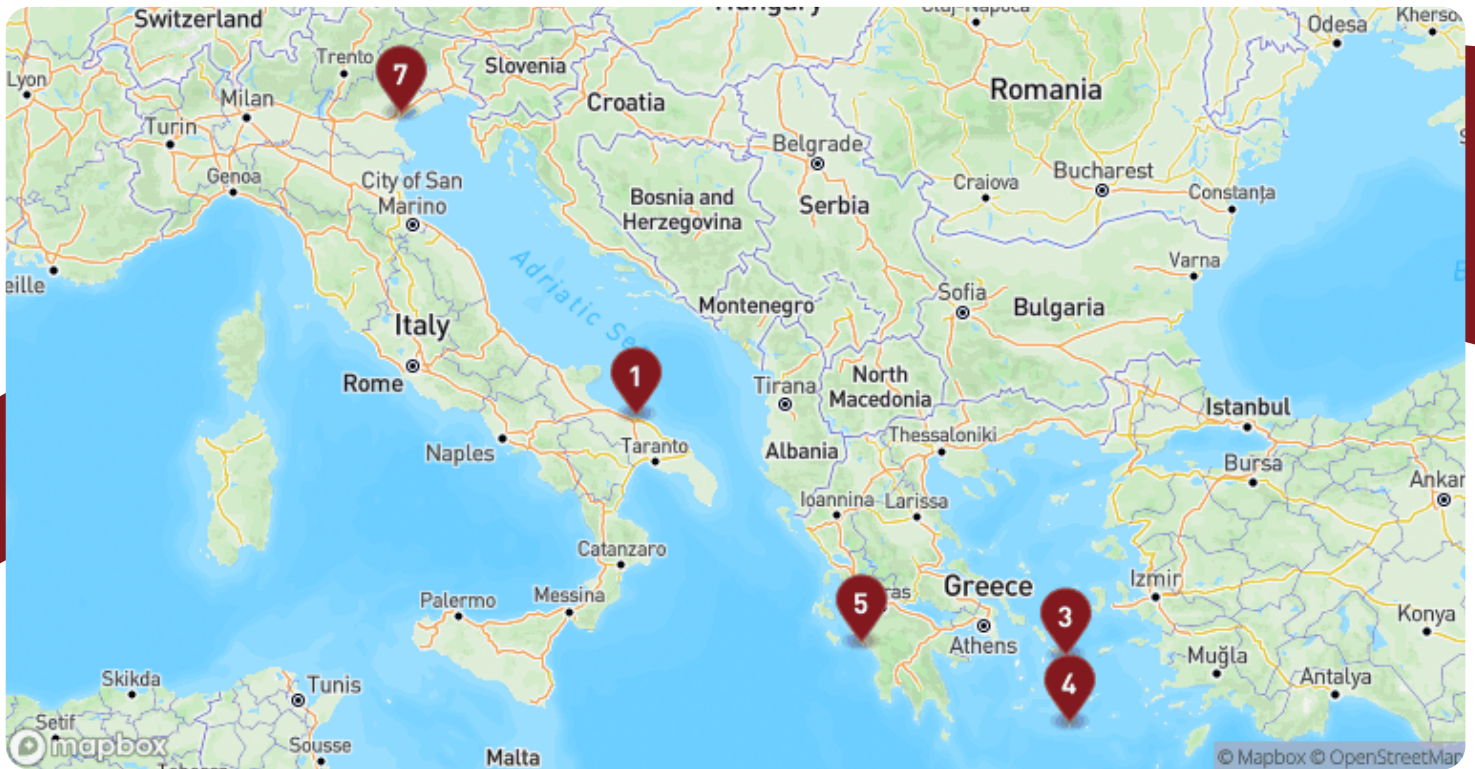 Switzerland
Hungary
Cluj-Napoca
Odesa
Kherso
Lyon
Trento
7
Slovenia
Milan
Croatia
Romania
Turin
Belgrade
Genoa
City of San
Marino
Bosnia and
Herzegovina
Serbia
Craiova
Bucharest
Constanța
eille
Adriatic Se
Varna
Montenegro
Sofia
Bulgaria
Italy
Rome
1
Tirana
North
Macedonia
Istanbul
Naples
Taranto
Albania
Thessaloniki
Bursa
Ankar
Ioannina
Larissa
Catanzaro
Izmir
Palermo
Messina
5
ras
Greece
3
Athens
Konya
Muğla
4
Antalya
Skikda
Tunis
Setif
Sousse
Malta
mapbox
© Mapbox © OpenStreetMap